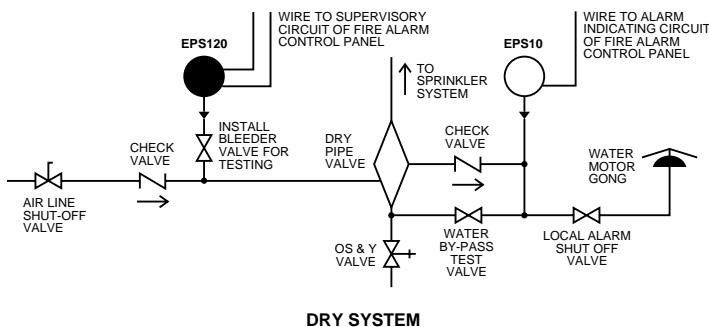 WIRE TO SUPERVISORY
CIRCUIT OF FIRE ALARM
CONTROL PANEL
EPS120
WIRE TO ALARM
INDICATING CIRCUIT
OF FIRE ALARM
CONTROL PANEL
EPS10
TO
SPRINKLER
SYSTEM
INSTALL
BLEEDER
VALVE FOR
TESTING
CHECK
VALVE
DRY
PIPE
VALVE
CHECK
VALVE
WATER
MOTOR
GONG
AIR LINE
SHUT-OFF
VALVE
OS & Y
VALVE
WATER
BY-PASS
TEST
VALVE
LOCAL ALARM
SHUT OFF
VALVE
DRY SYSTEM